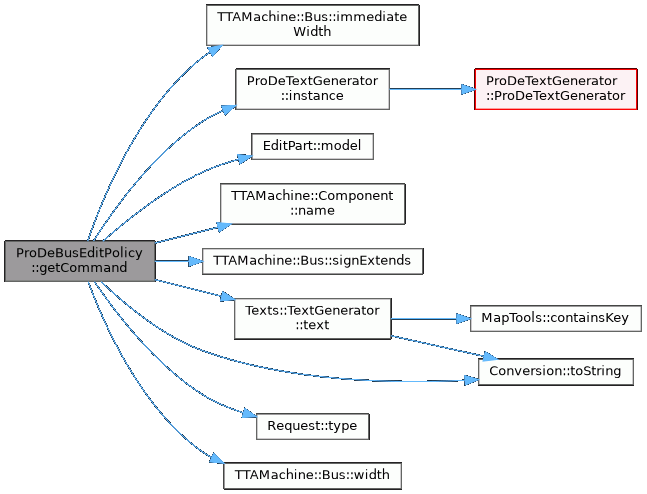 TTAMachine::Bus::immediate
Width
ProDeTextGenerator
::instance
ProDeTextGenerator
::ProDeTextGenerator
EditPart::model
TTAMachine::Component
::name
ProDeBusEditPolicy
::getCommand
TTAMachine::Bus::signExtends
Texts::TextGenerator
::text
MapTools::containsKey
Conversion::toString
Request::type
TTAMachine::Bus::width